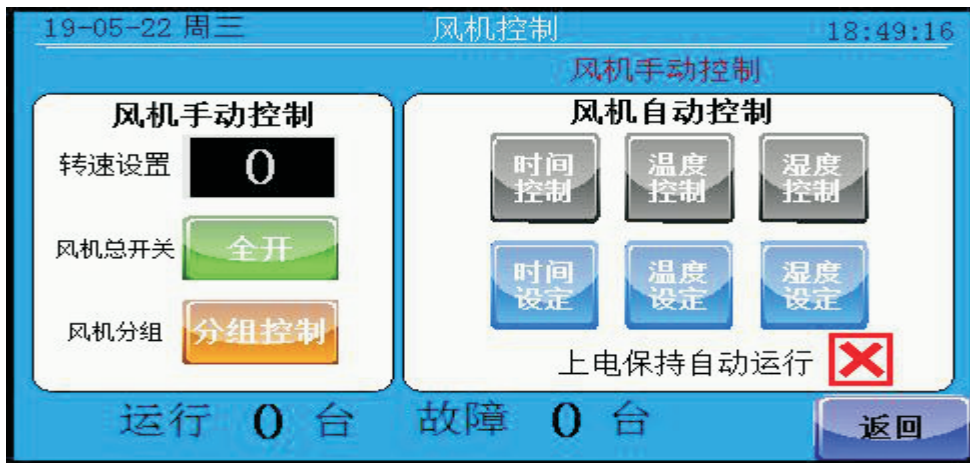 19-05-22 周三 风机控制 18:49:16
风机手动控制
风机手动控制
转速设置 0
风机总开关 全开
风机分组 分组控制
风机自动控制
时间控制 温度控制 湿度控制
时间设定 温度设定 湿度设定
上电保持自动运行
运行 0 台 故障 0 台 返回